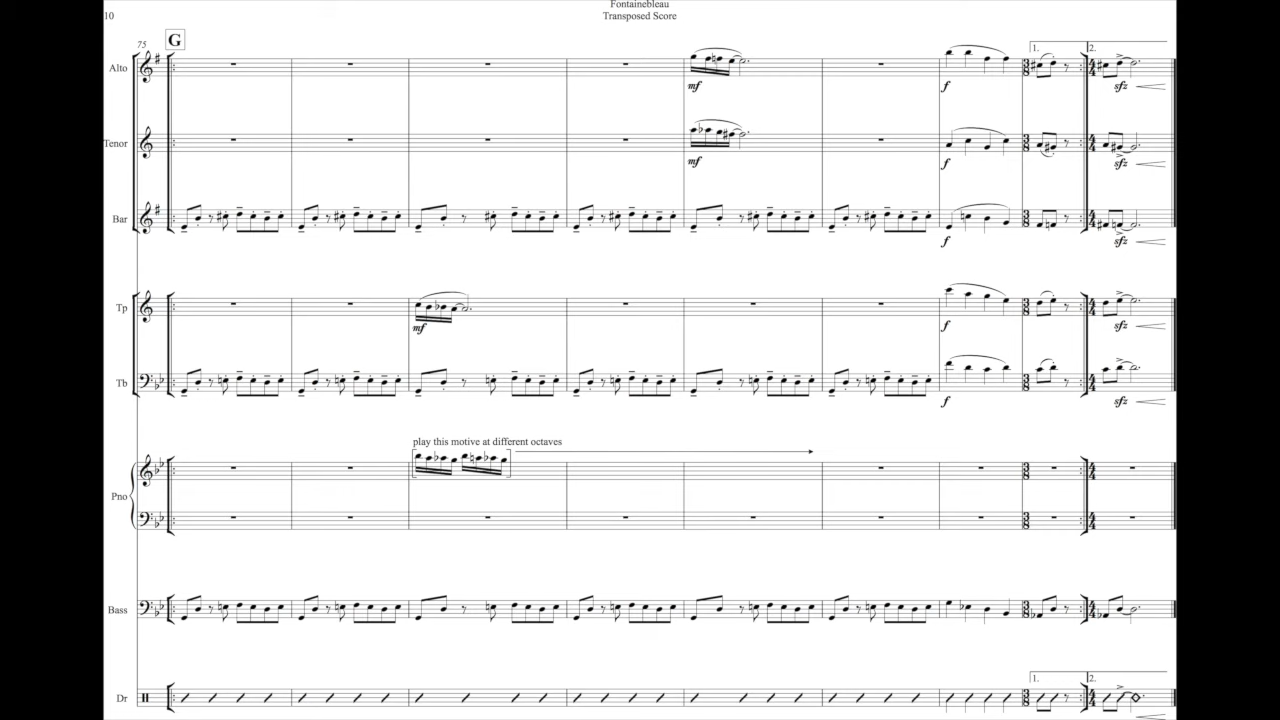 Fontainebleau
10
Transposed Score
75
G
1.
2.
Alto
mf
f
sfz
Tenor
mf
f
sfz
Bar
f
sfz
Tp
mf
f
sfz
Tb
f
sfz
play this motive at different octaves
Pno
Bass
1.
2.
Dr